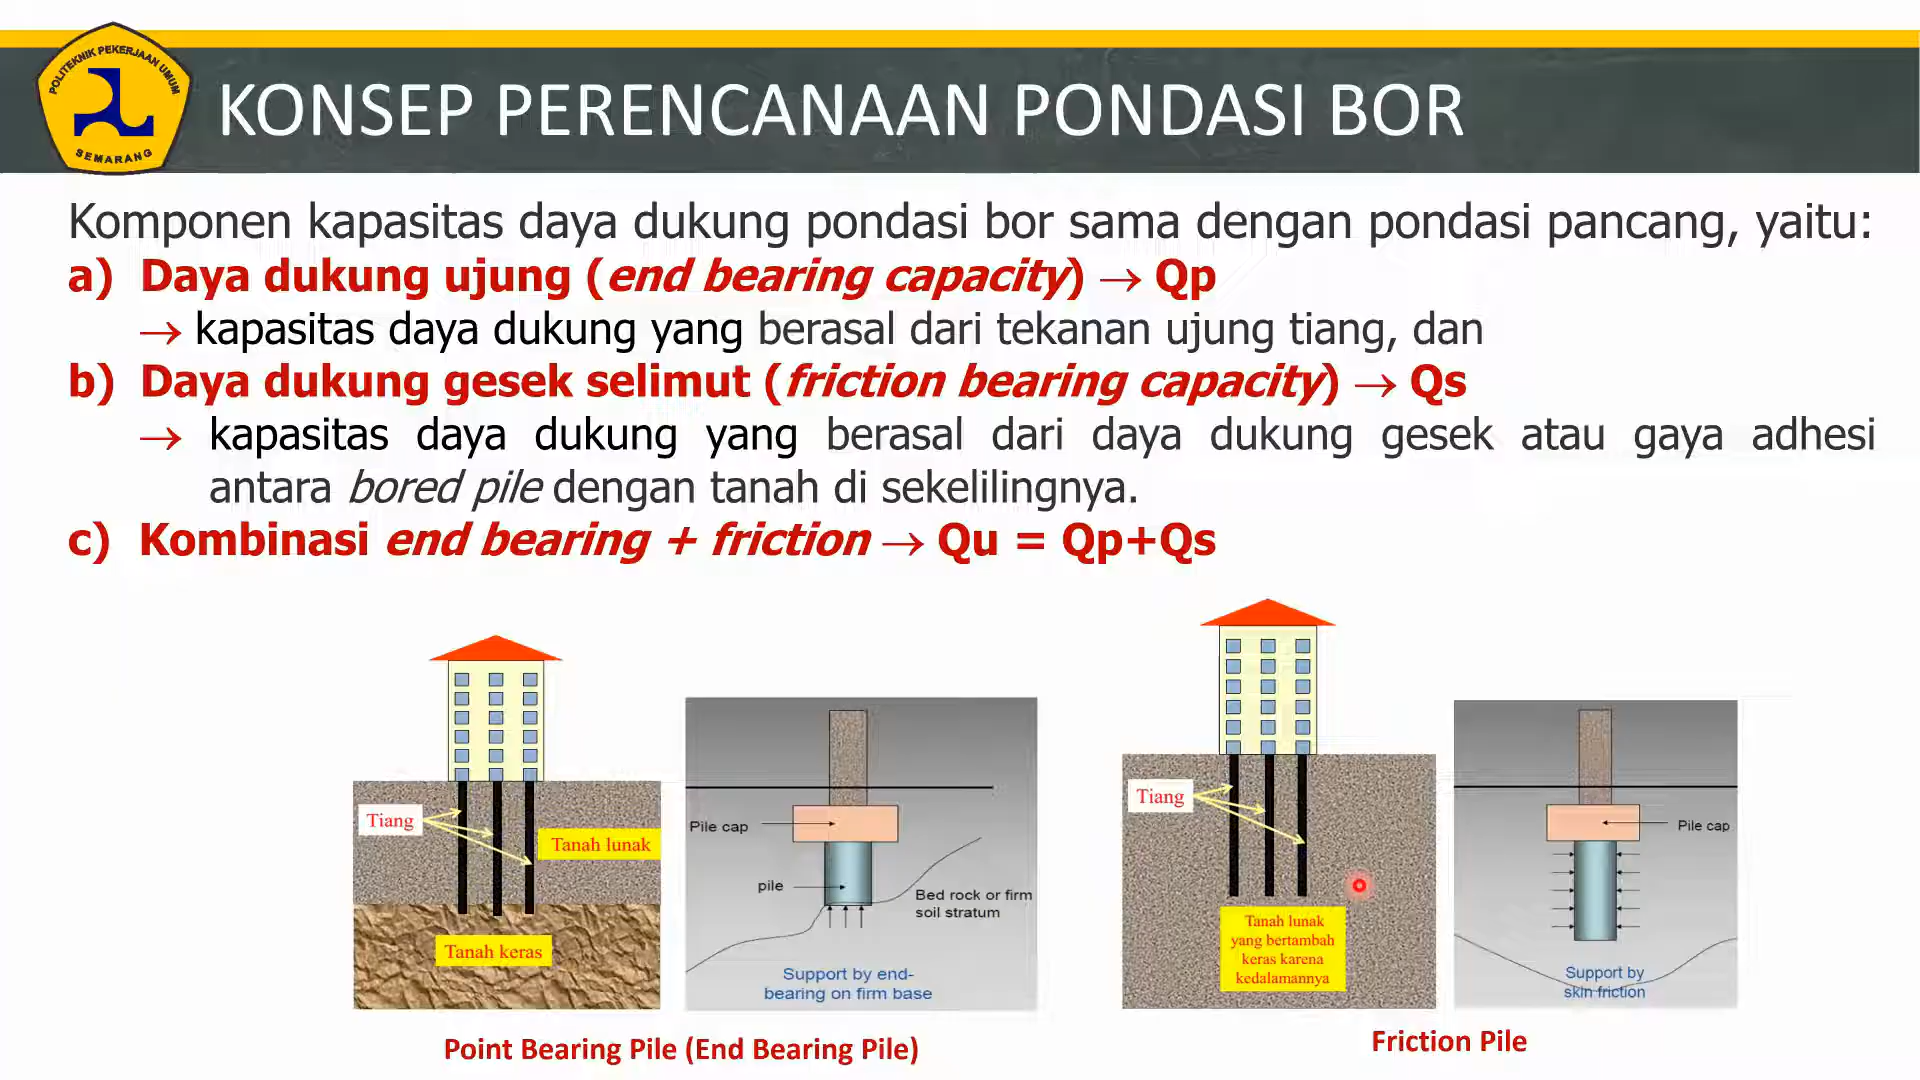 POLITEKNIK PEKERJAAN UMUM
SEMARANG
KONSEP PERENCANAAN PONDASI BOR
Komponen kapasitas daya dukung pondasi bor sama dengan pondasi pancang, yaitu:
a) Daya dukung ujung (end bearing capacity) → Qp
→ kapasitas daya dukung yang berasal dari tekanan ujung tiang, dan
b) Daya dukung gesek selimut (friction bearing capacity) → Qs
→ kapasitas daya dukung yang berasal dari daya dukung gesek atau gaya adhesi
antara bored pile dengan tanah di sekelilingnya.
c) Kombinasi end bearing + friction → Qu = Qp+Qs
Tiang
Tanah lunak
Tanah keras
Pile cap
pile
Bed rock or firm
soil stratum
Support by end-
bearing on firm base
Point Bearing Pile (End Bearing Pile)
Tiang
Tanah lunak
yang bertambah
keras karena
kedalamannya
Pile cap
Support by
skin friction
Friction Pile